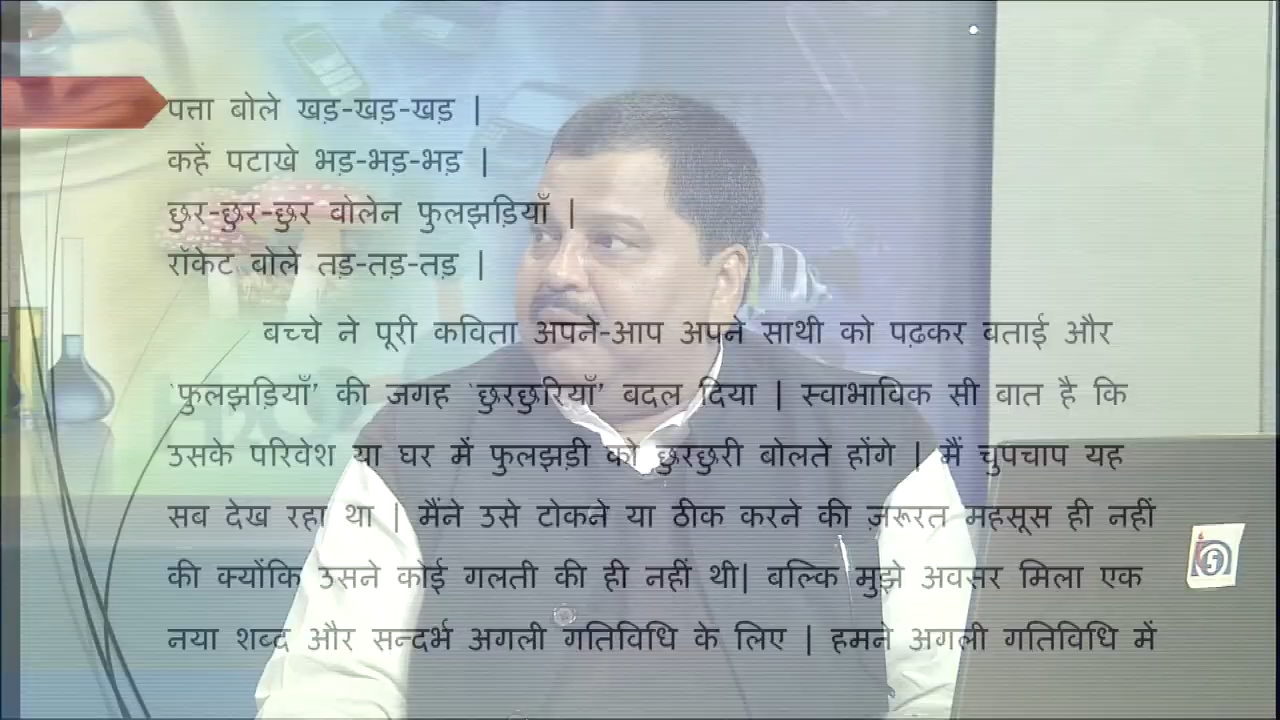 पत्ता बोले खड़-खड़-खड़ |
कहें पटाखे भड़-भड़-भड़ |
छुर-छुर-छुर वोलेन फुलझड़ियाँ |
रॉकेट बोले तड़-तड़-तड़ |
बच्चे ने पूरी कविता अपने-आप अपने साथी को पढ़कर बताई और
‘फुलझड़ियाँ’ की जगह ‘छुरछुरियाँ’ बदल दिया | स्वाभाविक सी बात है कि
उसके परिवेश या घर में फुलझड़ी को छुरछुरी बोलते होंगे | मैं चुपचाप यह
सब देख रहा था | मैंने उसे टोकने या ठीक करने की ज़रूरत महसूस ही नहीं
की क्योंकि उसने कोई गलती की ही नहीं थी| बल्कि मुझे अवसर मिला एक
नया शब्द और सन्दर्भ अगली गतिविधि के लिए | हमने अगली गतिविधि में